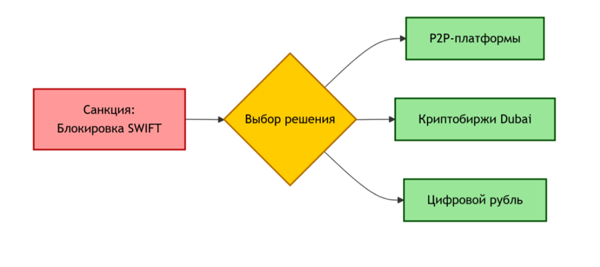 Санкция:
Блокировка SWIFT
Выбор решения
P2P-платформы
Криптобиржи Dubai
Цифровой рубль